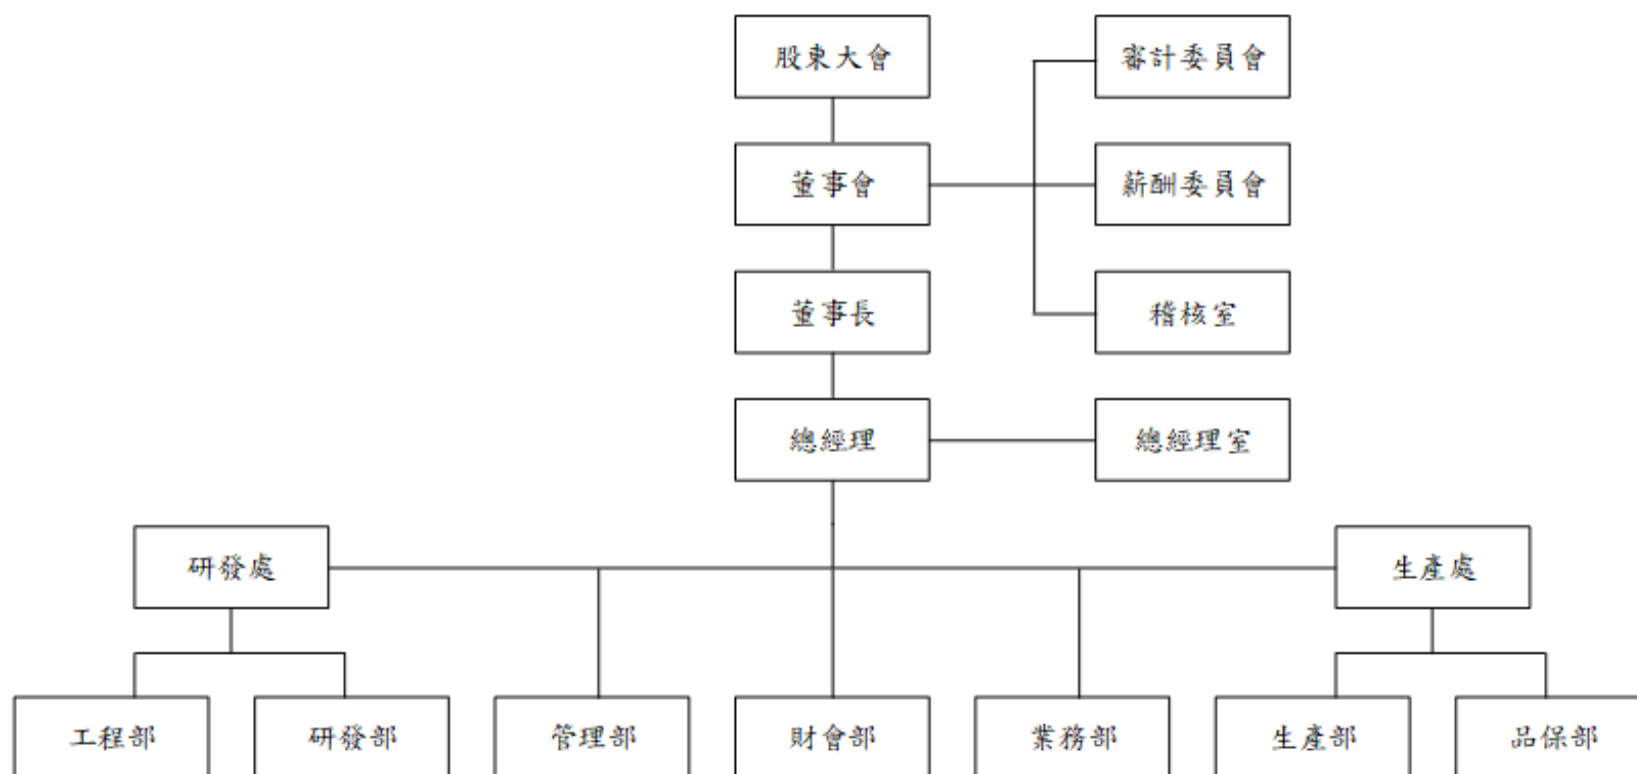 股東大會
審計委員會
董事會
薪酬委員會
董事長
稽核室
總經理
總經理室
研發處
生產處
工程部
研發部
管理部
財會部
業務部
生產部
品保部